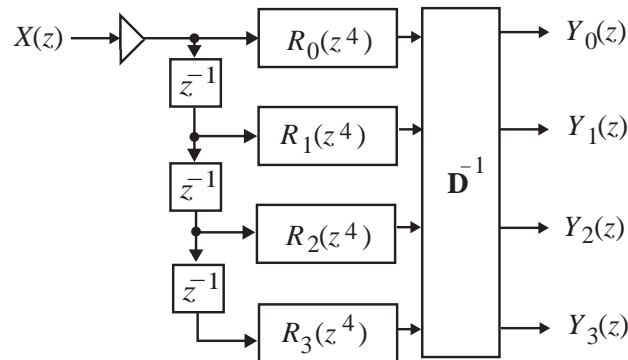 X(z) R₀(z⁴) Y₀(z)
z⁻¹
R₁(z⁴) Y₁(z)
z⁻¹ D⁻¹
R₂(z⁴) Y₂(z)
z⁻¹
R₃(z⁴) Y₃(z)